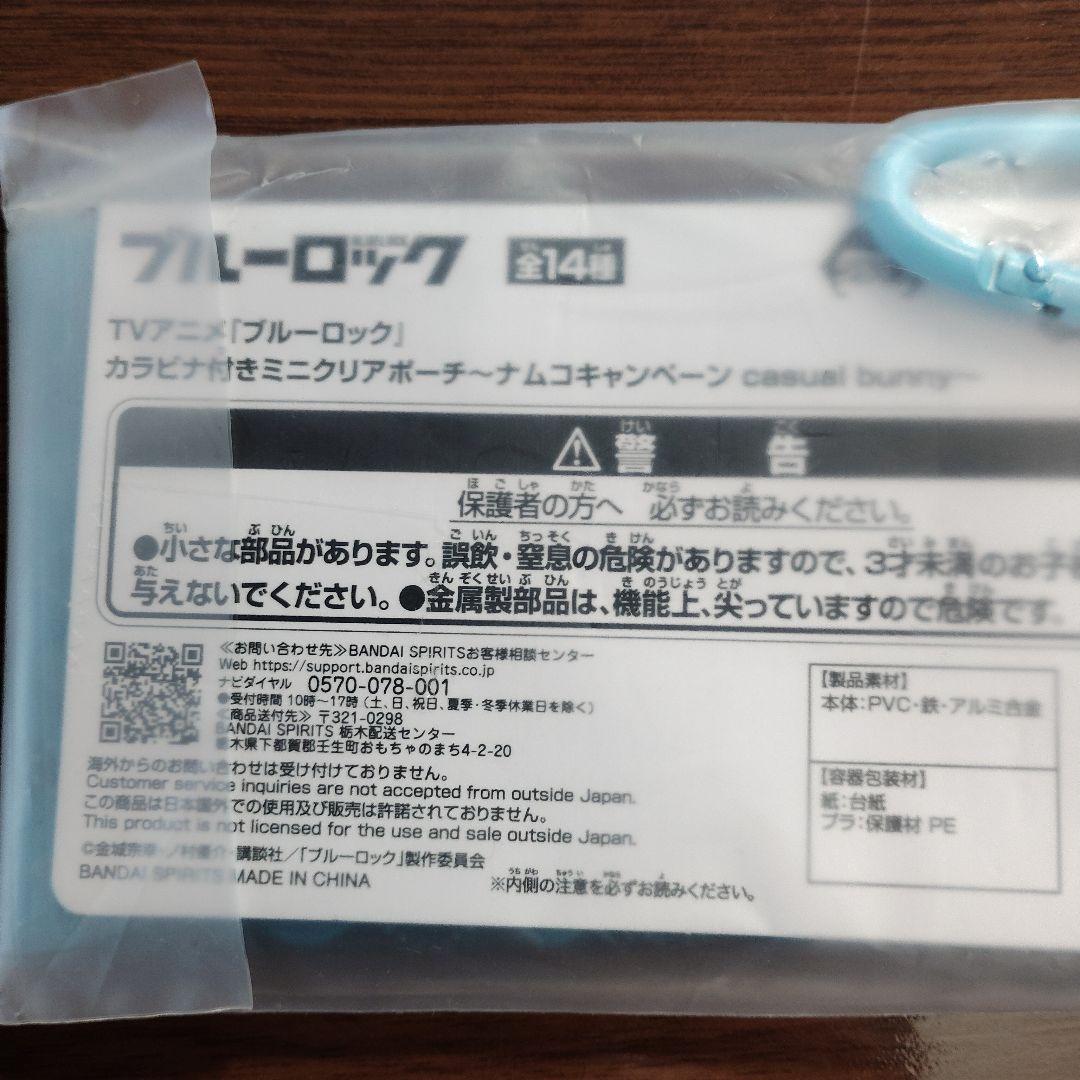 ブルーロック 全14種
TVアニメ「ブルーロック」
カラビナ付きミニクリアポーチ～ナムコキャンペーン casual bunny～
⚠警告
保護者の方へ 必ずお読みください。
●小さな部品があります。誤飲・窒息の危険がありますので、3才未満のお子
与えないでください。●金属製部品は、機能上、尖っていますので危険です。
≪お問い合わせ先≫BANDAI SPIRITSお客様相談センター
Web https://support.bandaispirits.co.jp
ナビダイヤル 0570-078-001
●受付時間 10時～17時(土、日、祝日、夏季・冬季休業日を除く)
≪商品送付先≫ 〒321-0298
BANDAI SPIRITS 栃木配送センター
栃木県下都賀郡壬生町おもちゃのまち4-2-20
海外からのお問い合わせは受け付けておりません。
Customer service inquiries are not accepted from outside Japan.
この商品は日本国外での使用及び販売は許諾されておりません。
This product is not licensed for the use and sale outside Japan.
©金城宗幸・ノ村優介・講談社／「ブルーロック」製作委員会
BANDAI SPIRITS MADE IN CHINA
※内側の注意を必ずお読みください。
【製品素材】
本体:PVC・鉄・アルミ合金
【容器包装材】
紙:台紙
プラ:保護材 PE